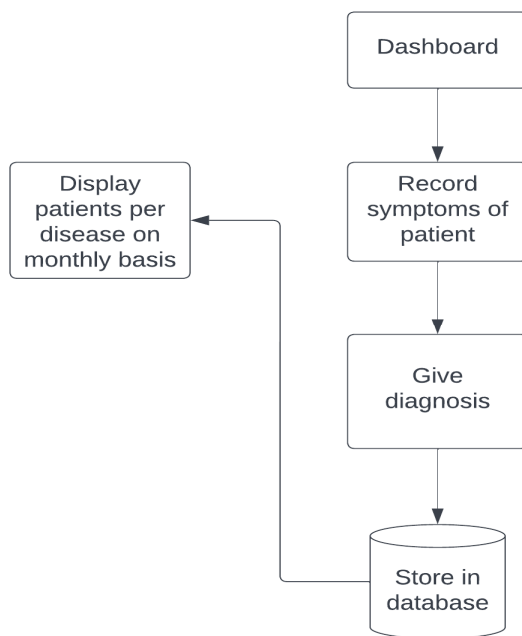 Dashboard
Record
symptoms of
patient
Display
patients per
disease on
monthly basis
Give
diagnosis
Store in
database